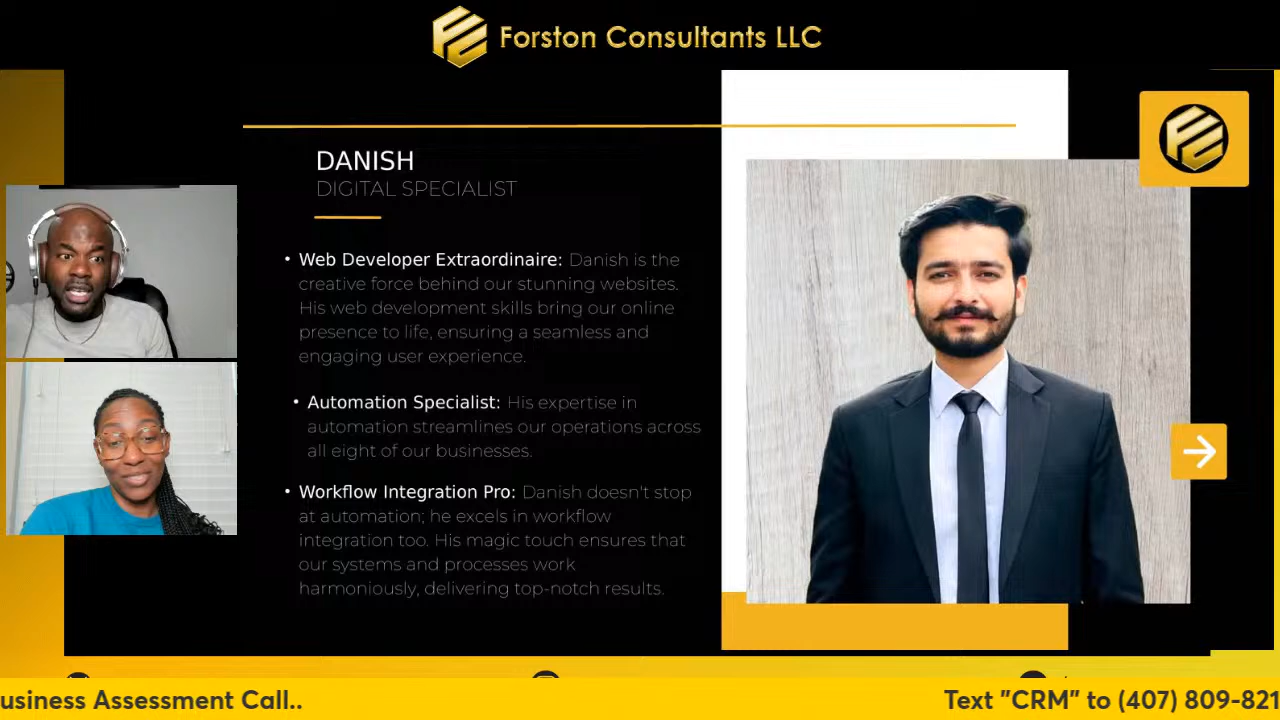 Forston Consultants LLC
DANISH
DIGITAL SPECIALIST
• Web Developer Extraordinaire: Danish is the
creative force behind our stunning websites.
His web development skills bring our online
presence to life, ensuring a seamless and
engaging user experience.
• Automation Specialist: His expertise in
automation streamlines our operations across
all eight of our businesses.
• Workflow Integration Pro: Danish doesn't stop
at automation; he excels in workflow
integration too. His magic touch ensures that
our systems and processes work
harmoniously, delivering top-notch results.
usiness Assessment Call..
Text "CRM" to (407) 809-821